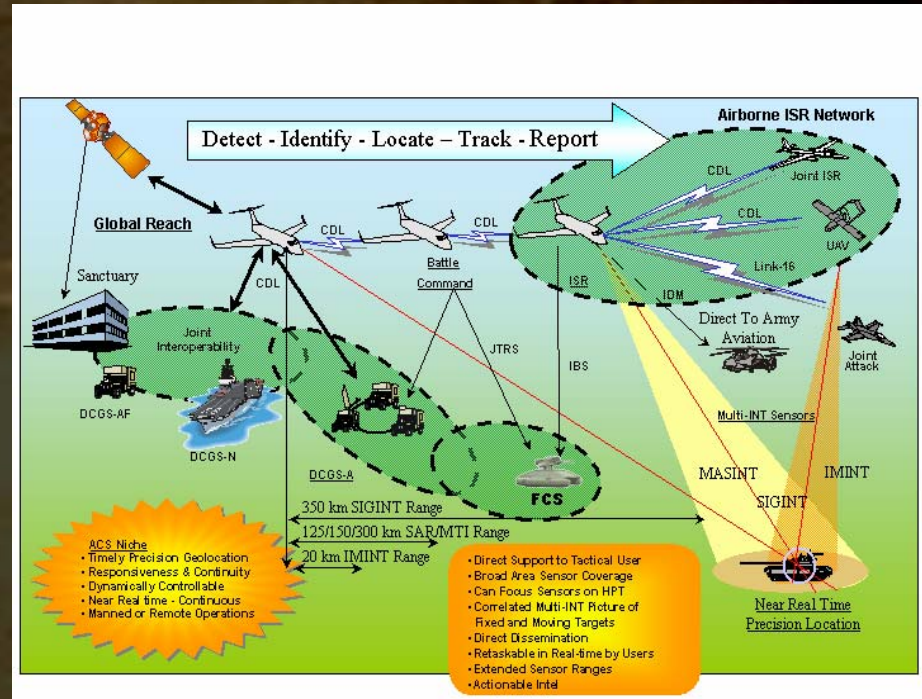 Airborne ISR Network
Detect - Identify - Locate – Track - Report
CDL
Joint ISR
Global Reach
CDL
CDL
CDL
UAV
Battle
Command
ISR
Link-16
Sanctuary
CDL
IDM
Direct To Army
Aviation
Joint
Attack
Joint
Interoperability
JTRS
IBS
DCGS-AF
Multi-INT Sensors
DCGS-N
DCGS-A
MASINT
IMINT
SIGINT
FCS
350 km SIGINT Range
125/150/300 km SAR/MTI Range
20 km IMINT Range
ACS Niche
• Timely Precision Geolocation
• Responsiveness & Continuity
• Dynamically Controllable
• Near Real time - Continuous
• Manned or Remote Operations
• Direct Support to Tactical User
• Broad Area Sensor Coverage
• Can Focus Sensors on HPT
• Correlated Multi-INT Picture of
Fixed and Moving Targets
• Direct Dissemination
• Retaskable in Real-time by Users
• Extended Sensor Ranges
• Actionable Intel
Near Real Time
Precision Location